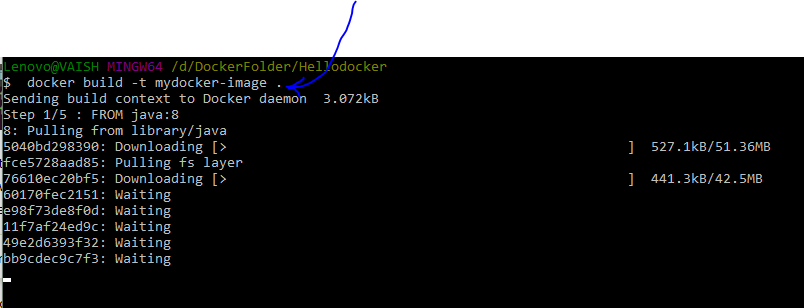 Lenovo@VAISH MINGW64 /d/DockerFolder/Hellodocker
$  docker build -t mydocker-image .
Sending build context to Docker daemon  3.072kB
Step 1/5 : FROM java:8
8: Pulling from library/java
5040bd298390: Downloading [>                                                  ]  527.1kB/51.36MB
fce5728aad85: Pulling fs layer
76610ec20bf5: Downloading [>                                                  ]  441.3kB/42.5MB
60170fec2151: Waiting
e98f73de8f0d: Waiting
11f7af24ed9c: Waiting
49e2d6393f32: Waiting
bb9cdec9c7f3: Waiting